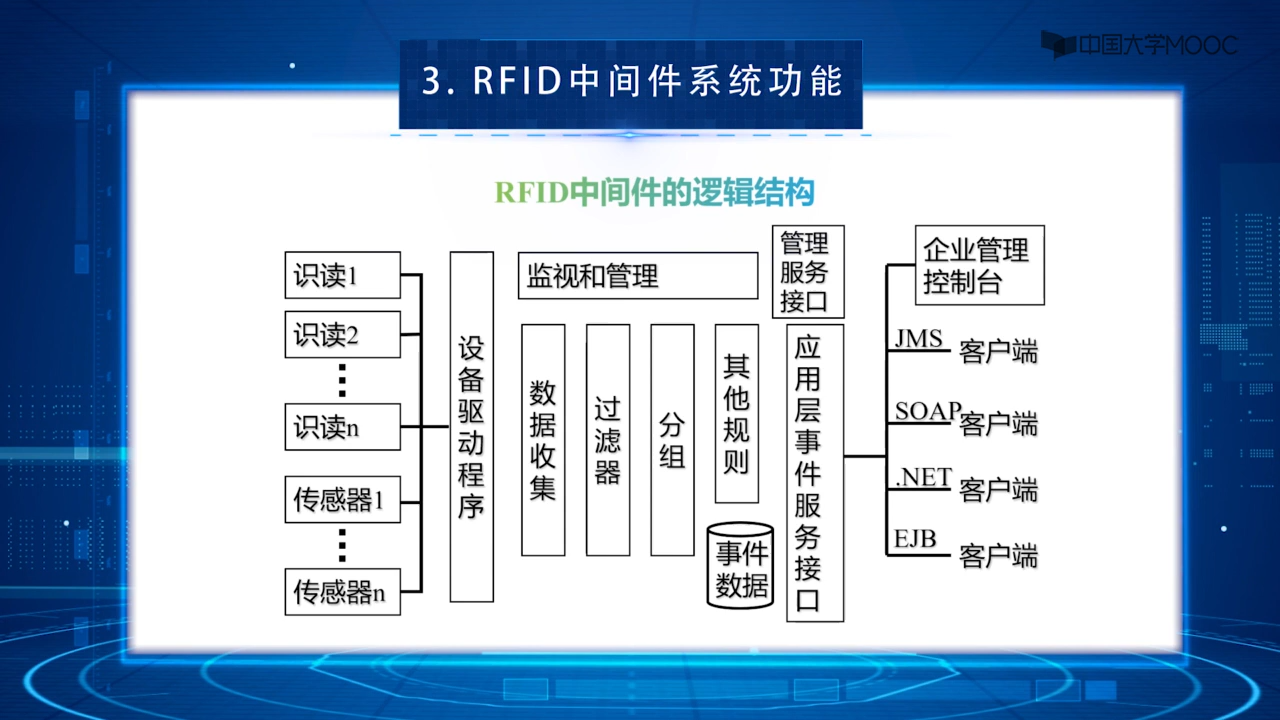 中国大学MOOC
3. RFID中间件系统功能
RFID中间件的逻辑结构
识读1
识读2
识读n
传感器1
传感器n
设备驱动程序
监视和管理
数据收集
过滤器
分组
其他规则
事件
数据
管理
服务
接口
应用层事件服务接口
企业管理
控制台
JMS 客户端
SOAP 客户端
.NET 客户端
EJB 客户端